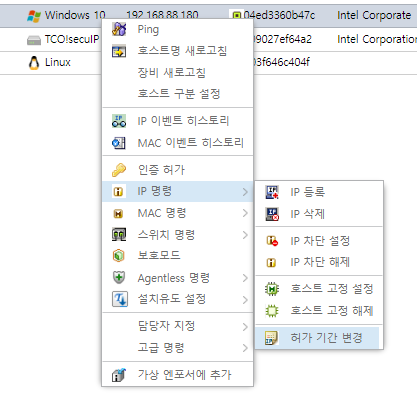 Windows 10 192.168.88.180 04ed3360b47c Intel Corporate
TCO!secuIP 09027ef64a2 Intel Corporation
Linux 03f646c404f
Ping
호스트명 새로고침
장비 새로고침
호스트 구분 설정
IP 이벤트 히스토리
MAC 이벤트 히스토리
인증 허가
IP 명령
MAC 명령
스위치 명령
보호모드
Agentless 명령
설치유도 설정
담당자 지정
고급 명령
가상 엔포서에 추가
IP 등록
IP 삭제
IP 차단 설정
IP 차단 해제
호스트 고정 설정
호스트 고정 해제
허가 기간 변경